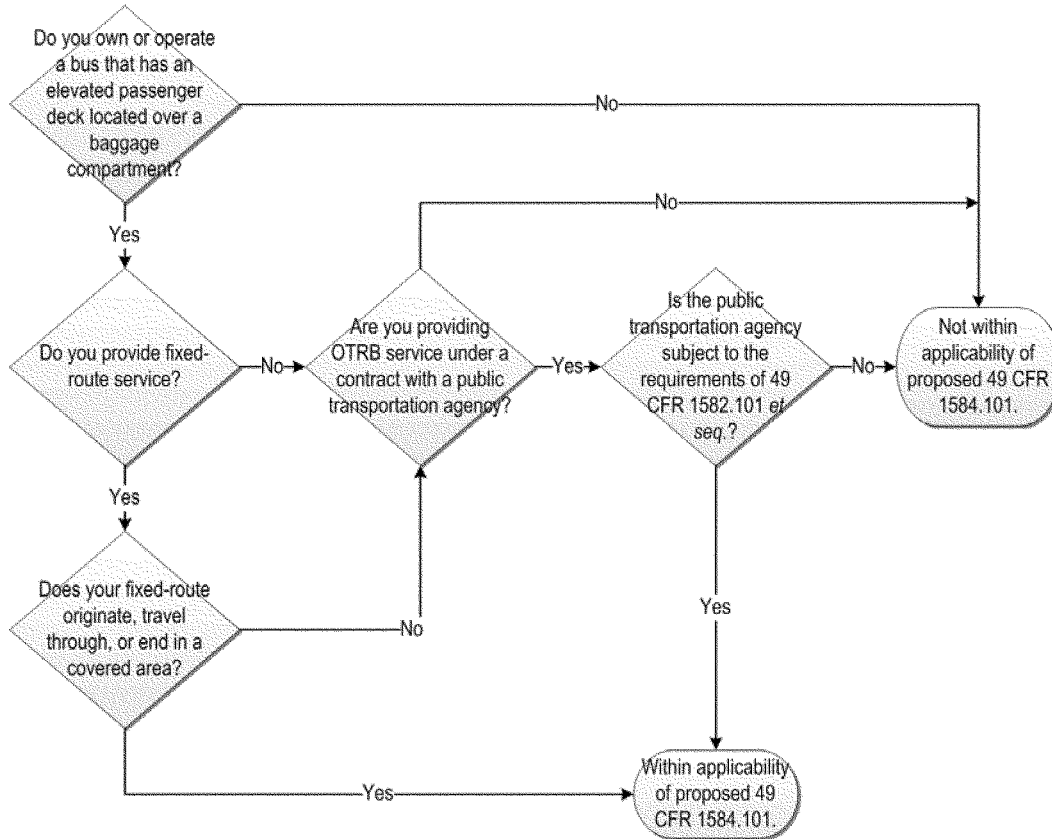 Do you own or operate
a bus that has an
elevated passenger
deck located over a
baggage
compartment?
No
No
Yes
Do you provide fixed-
route service?
No
Are you providing
OTRB service under a
contract with a public
transportation agency?
Yes
Is the public
transportation agency
subject to the
requirements of 49
CFR 1582.101 et
seq.?
No
Not within
applicability of
proposed 49 CFR
1584.101.
Yes
Does your fixed-route
originate, travel
through, or end in a
covered area?
No
Yes
Yes
Within applicability
of proposed 49
CFR 1584.101.